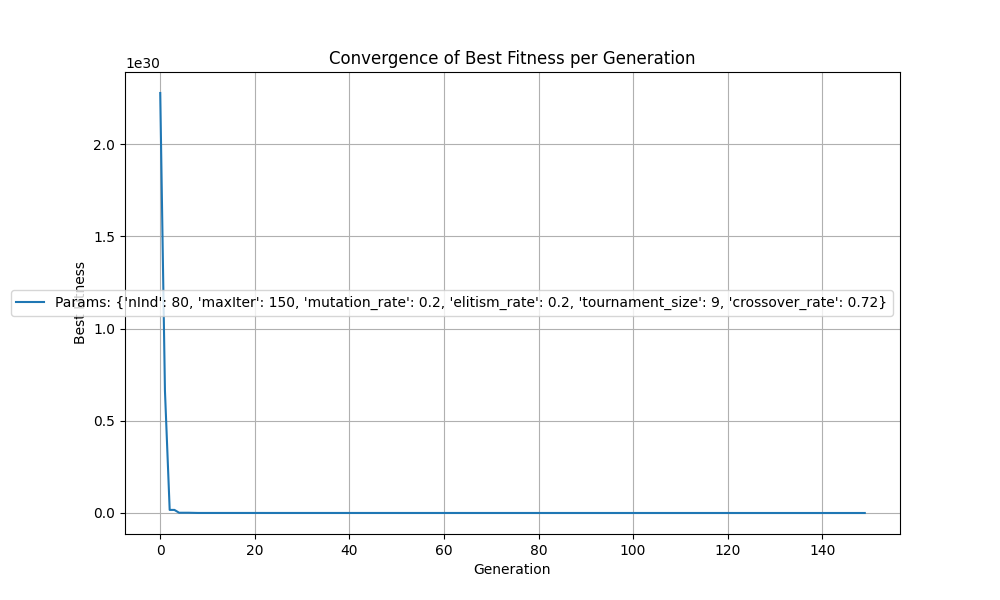 Convergence of Best Fitness per Generation
1e30
2.0
1.5
Params: {'nInd': 80, 'maxIter': 150, 'mutation_rate': 0.2, 'elitism_rate': 0.2, 'tournament_size': 9, 'crossover_rate': 0.72}
Best Fitness
1.0
0.5
0.0
0 20 40 60 80 100 120 140
Generation